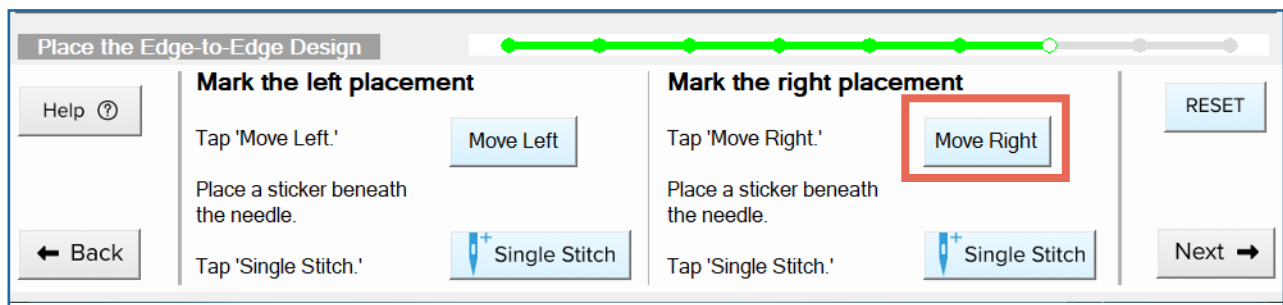 Place the Edge-to-Edge Design
Help ?
← Back
Mark the left placement
Tap 'Move Left.'
Move Left
Place a sticker beneath
the needle.
Tap 'Single Stitch.'
Single Stitch
Mark the right placement
Tap 'Move Right.'
Move Right
Place a sticker beneath
the needle.
Tap 'Single Stitch.'
Single Stitch
RESET
Next →